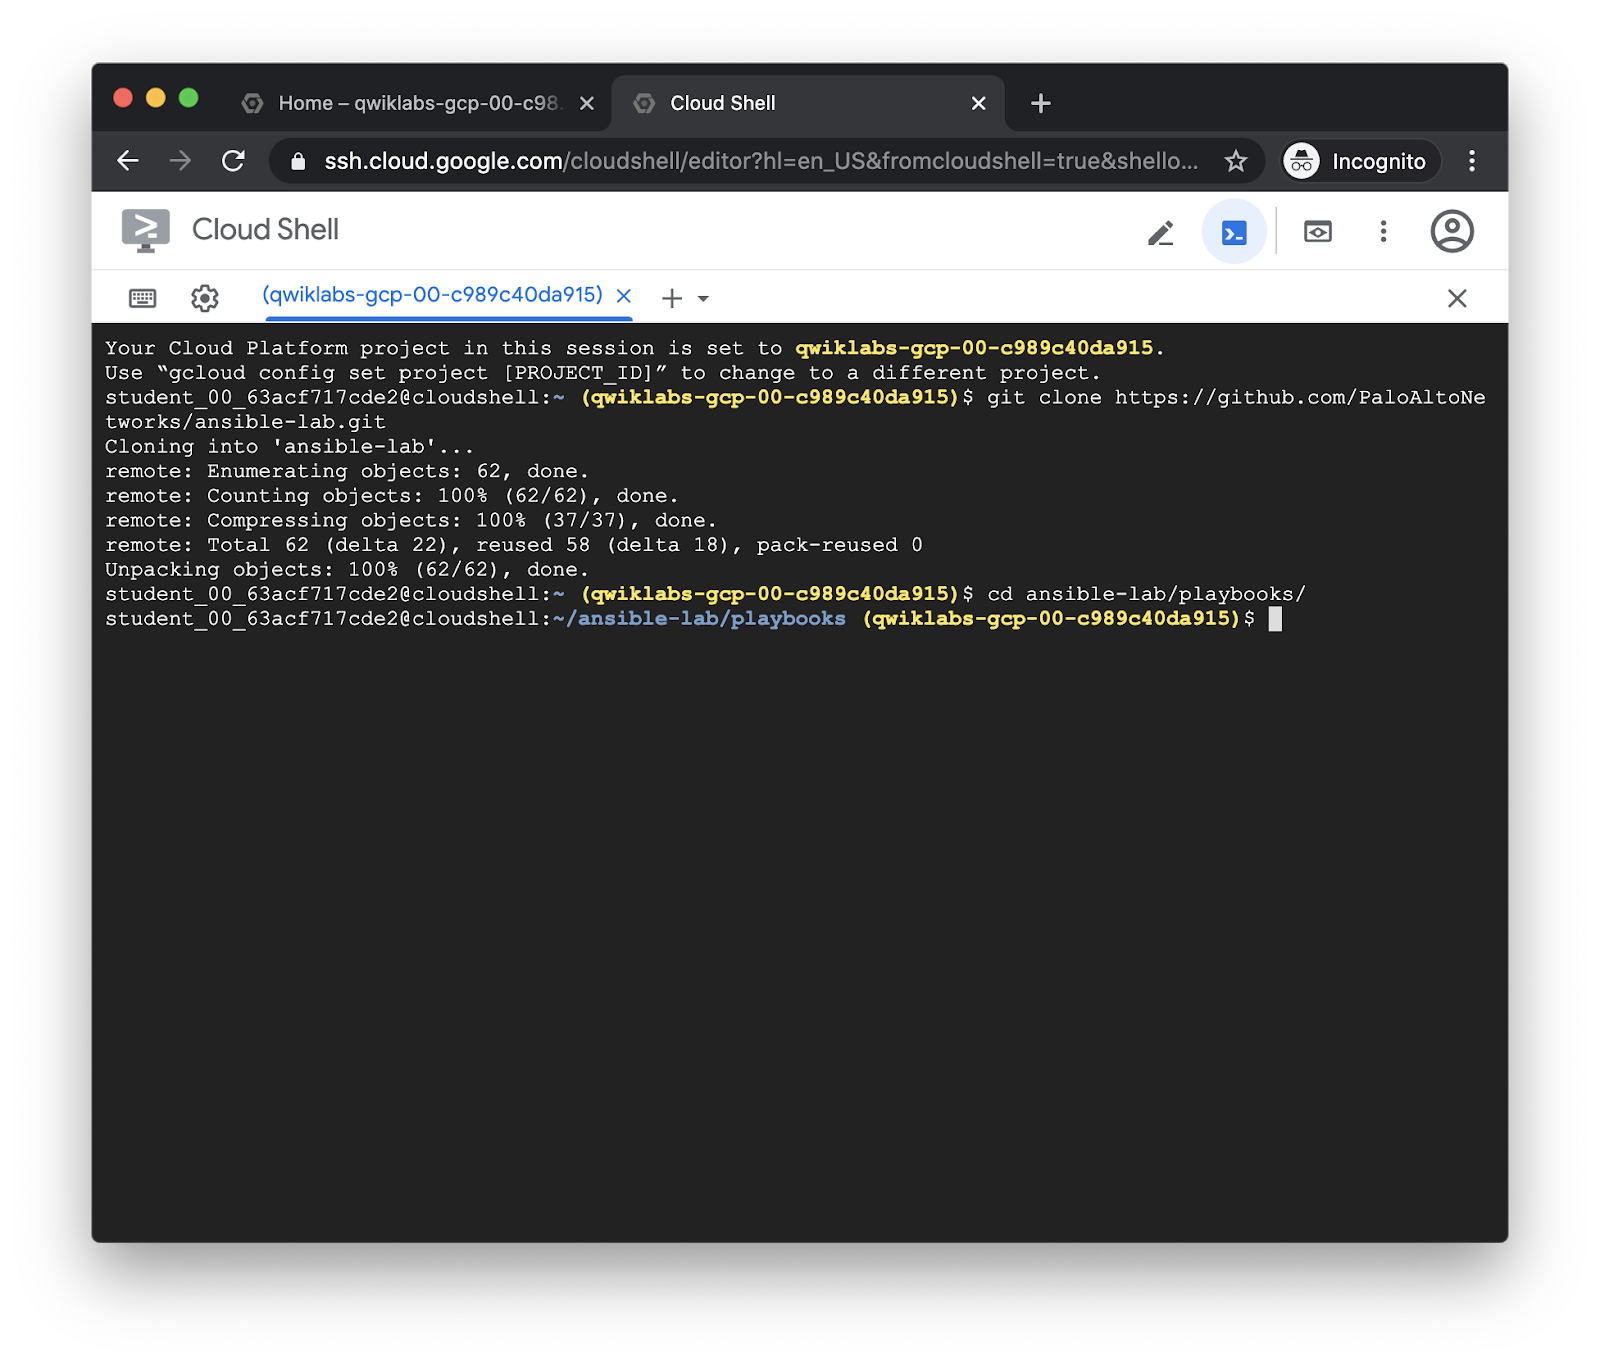 Home – qwiklabs-gcp-00-c98
Cloud Shell
ssh.cloud.google.com/cloudshell/editor?hl=en_US&fromcloudshell=true&shello...
Incognito
Cloud Shell
(qwiklabs-gcp-00-c989c40da915)
Your Cloud Platform project in this session is set to qwiklabs-gcp-00-c989c40da915.
Use “gcloud config set project [PROJECT_ID]” to change to a different project.
student_00_63acf717cde2@cloudshell:~ (qwiklabs-gcp-00-c989c40da915)$ git clone https://github.com/PaloAltoNe
tworks/ansible-lab.git
Cloning into 'ansible-lab'...
remote: Enumerating objects: 62, done.
remote: Counting objects: 100% (62/62), done.
remote: Compressing objects: 100% (37/37), done.
remote: Total 62 (delta 22), reused 58 (delta 18), pack-reused 0
Unpacking objects: 100% (62/62), done.
student_00_63acf717cde2@cloudshell:~ (qwiklabs-gcp-00-c989c40da915)$ cd ansible-lab/playbooks/
student_00_63acf717cde2@cloudshell:~/ansible-lab/playbooks (qwiklabs-gcp-00-c989c40da915)$